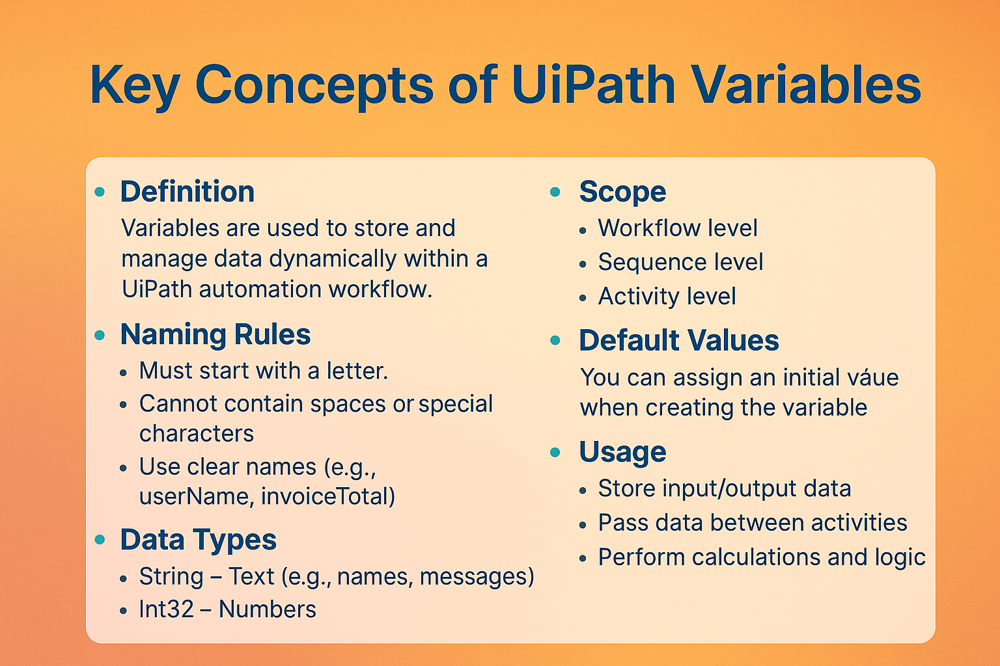 Key Concepts of UiPath Variables
• Definition
Variables are used to store and
manage data dynamically within a
UiPath automation workflow.
• Naming Rules
• Must start with a letter.
• Cannot contain spaces or special
characters
• Use clear names (e.g.,
userName, invoiceTotal)
• Data Types
• String – Text (e.g., names, messages)
• Int32 – Numbers
• Scope
• Workflow level
• Sequence level
• Activity level
• Default Values
You can assign an initial váue
when creating the variable
• Usage
• Store input/output data
• Pass data between activities
• Perform calculations and logic